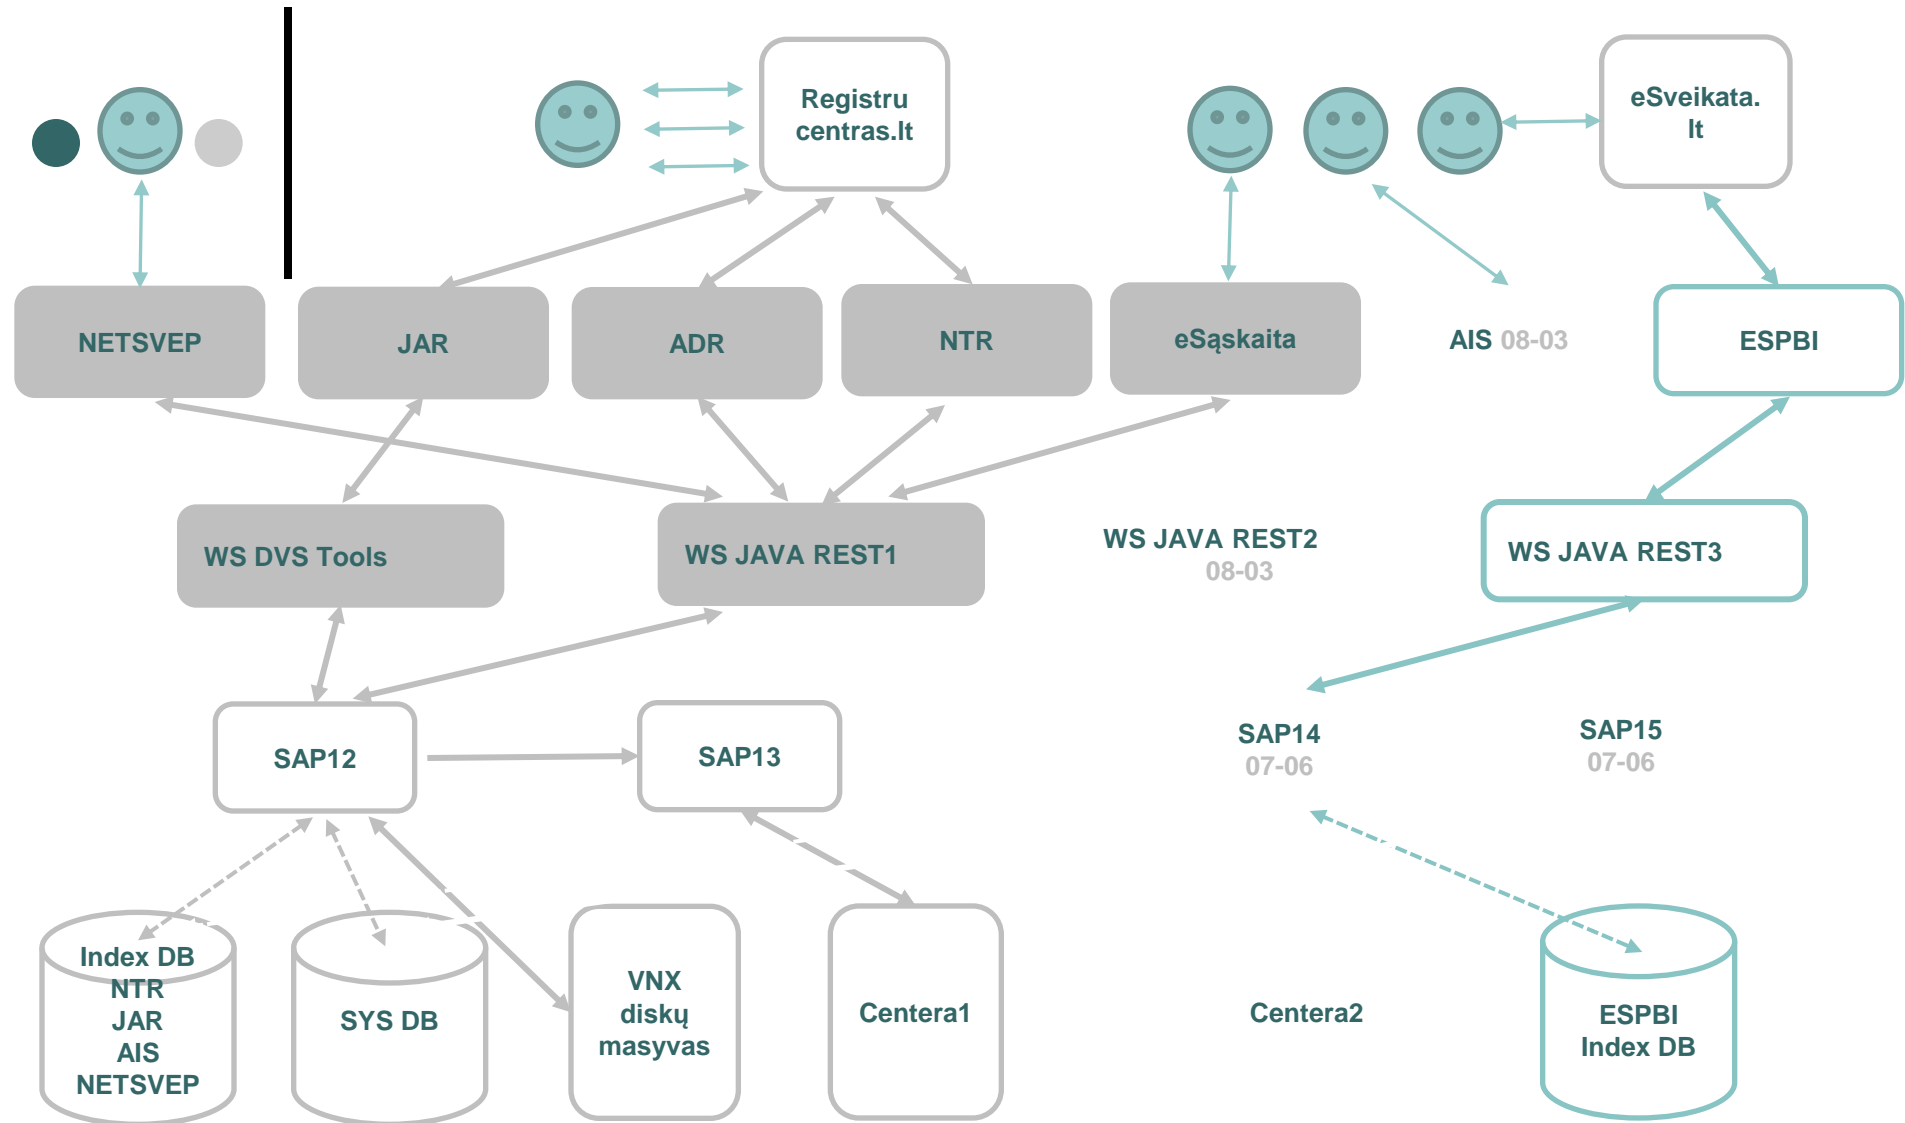 Registru
centras.lt
eSveikata.
lt
NETSVEP
JAR
ADR
NTR
eSąskaita
AIS 08-03
ESPBI
WS DVS Tools
WS JAVA REST1
WS JAVA REST2
08-03
WS JAVA REST3
SAP12
SAP13
SAP14
07-06
SAP15
07-06
Index DB
NTR
JAR
AIS
NETSVEP
SYS DB
VNX
diskų
masyvas
Centera1
Centera2
ESPBI
Index DB